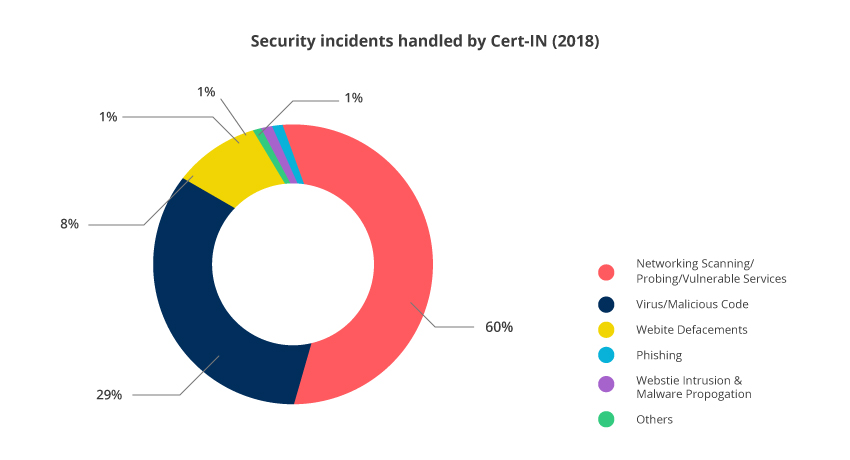 Security incidents handled by Cert-IN (2018)
1%
1%
1%
8%
60%
29%
Networking Scanning/
Probing/Vulnerable Services
Virus/Malicious Code
Webite Defacements
Phishing
Webstie Intrusion &
Malware Propogation
Others